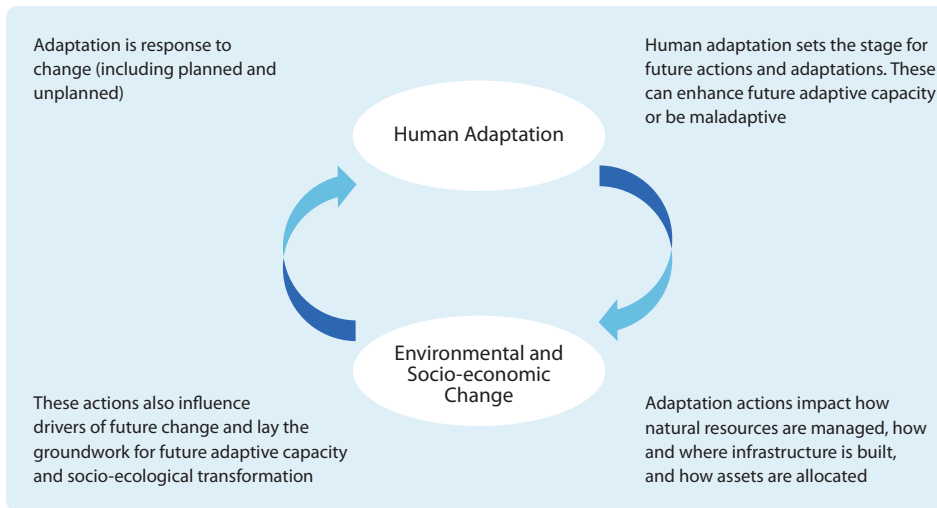 Adaptation is response to
change (including planned and
unplanned)
Human adaptation sets the stage for
future actions and adaptations. These
can enhance future adaptive capacity
or be maladaptive
Human Adaptation
Environmental and
Socio-economic
Change
These actions also influence
drivers of future change and lay the
groundwork for future adaptive capacity
and socio-ecological transformation
Adaptation actions impact how
natural resources are managed, how
and where infrastructure is built,
and how assets are allocated